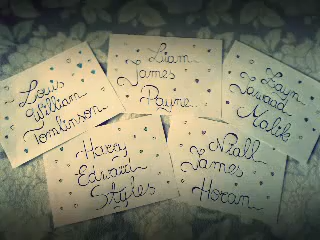 Louis
William
Tomlinson
Liam
James
Payne
Zayn
Jawaad
Malik
Harry
Edward
Styles
Niall
James
Horan